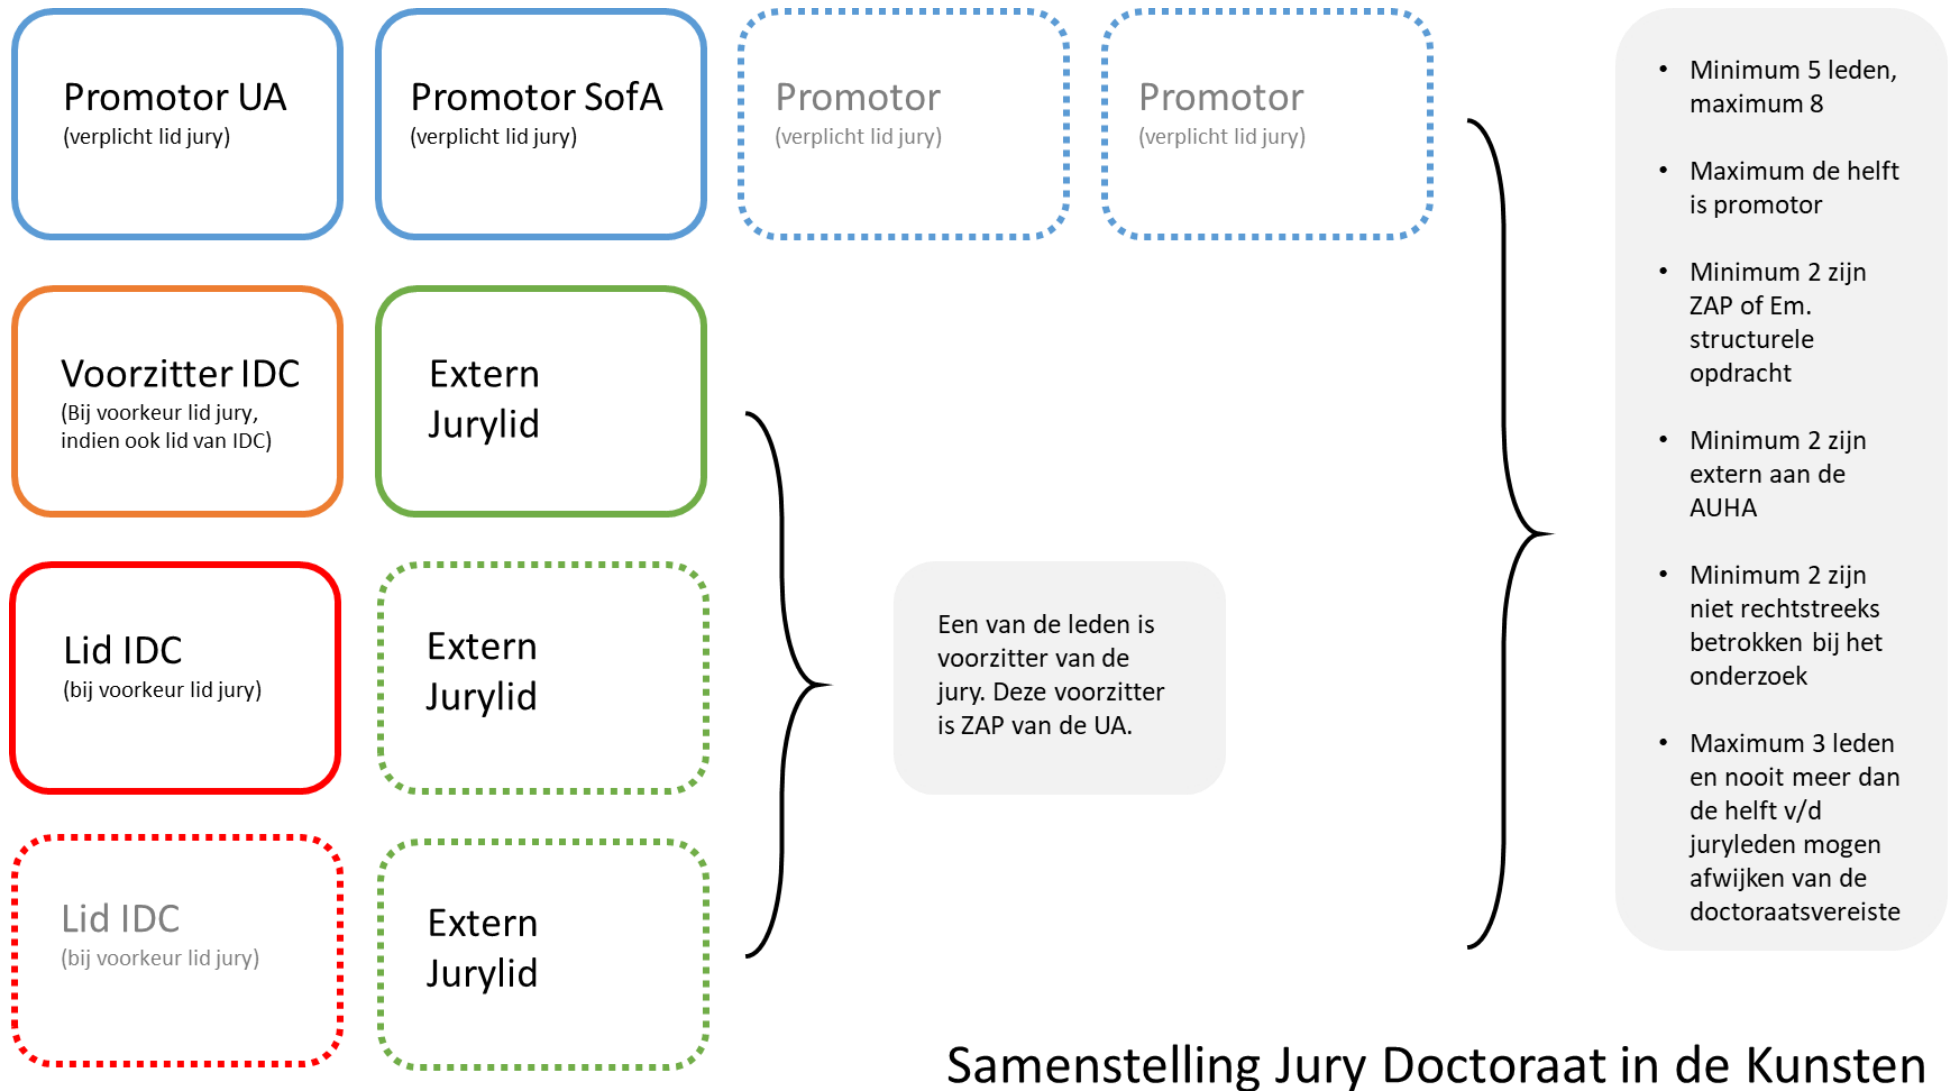 Promotor UA
(verplicht lid jury)
Promotor SofA
(verplicht lid jury)
Promotor
(verplicht lid jury)
Promotor
(verplicht lid jury)
Voorzitter IDC
(Bij voorkeur lid jury,
indien ook lid van IDC)
Extern
Jurylid
Lid IDC
(bij voorkeur lid jury)
Extern
Jurylid
Lid IDC
(bij voorkeur lid jury)
Extern
Jurylid
Een van de leden is
voorzitter van de
jury. Deze voorzitter
is ZAP van de UA.
• Minimum 5 leden,
maximum 8
• Maximum de helft
is promotor
• Minimum 2 zijn
ZAP of Em.
structurele
opdracht
• Minimum 2 zijn
extern aan de
AUHA
• Minimum 2 zijn
niet rechtstreeks
betrokken bij het
onderzoek
• Maximum 3 leden
en nooit meer dan
de helft v/d
juryleden mogen
afwijken van de
doctoraatsvereiste
Samenstelling Jury Doctoraat in de Kunsten